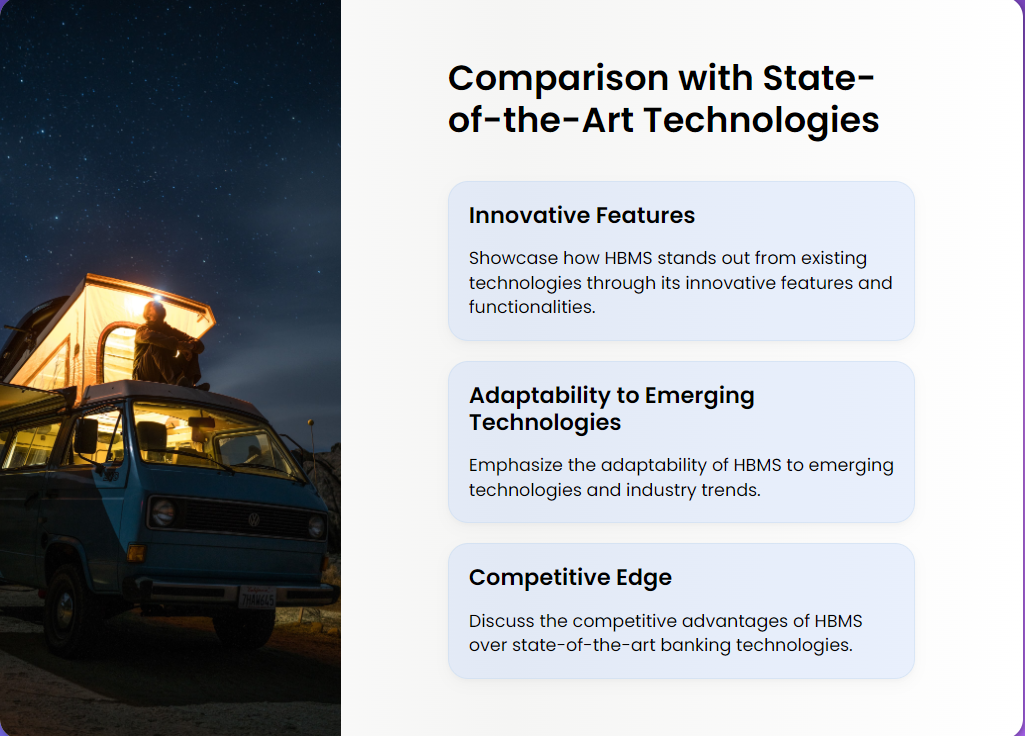 Comparison with State-
of-the-Art Technologies
Innovative Features
Showcase how HBMS stands out from existing
technologies through its innovative features and
functionalities.
Adaptability to Emerging
Technologies
Emphasize the adaptability of HBMS to emerging
technologies and industry trends.
Competitive Edge
Discuss the competitive advantages of HBMS
over state-of-the-art banking technologies.